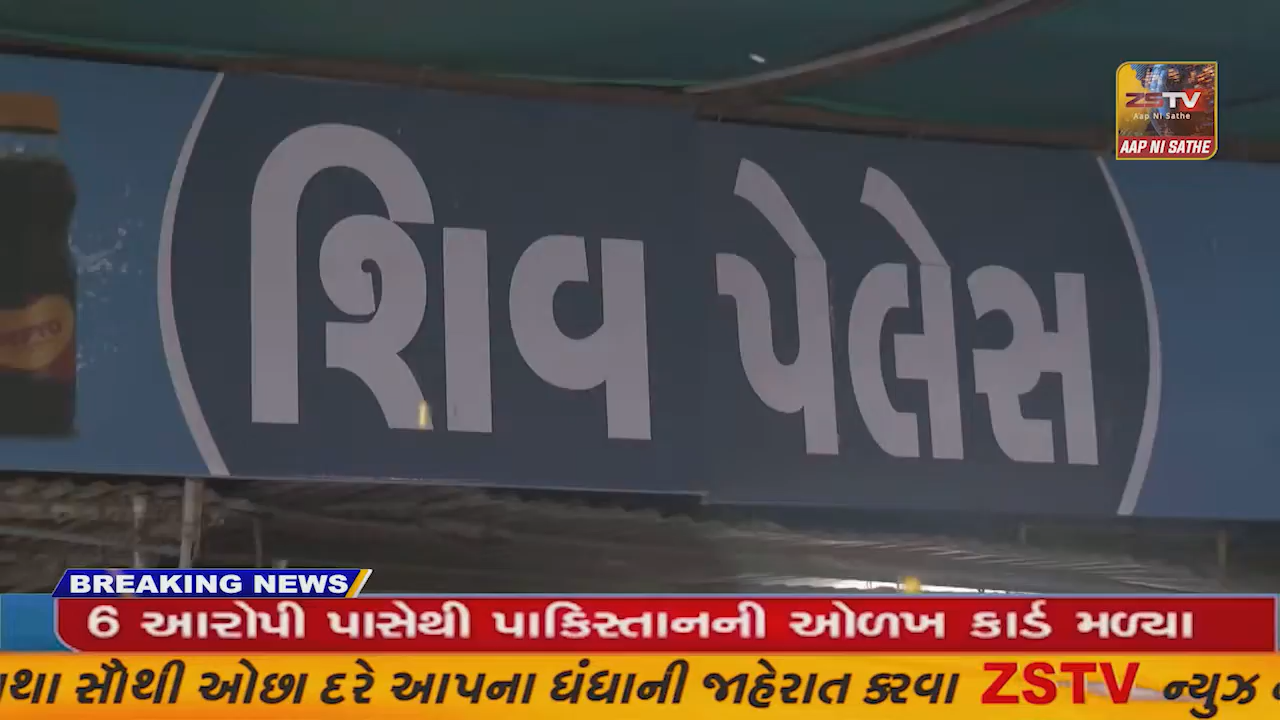 ZSTV
Aap Ni Sathe
AAP NI SATHE
શિવ પેલેસ
BREAKING NEWS
6 આરોપી પાસેથી પાકિસ્તાનની ઓળખ કાર્ડ મળ્યા
સૌથી ઓછા દરે આપના ધંધાની જાહેરાત કરવા ZSTV ન્યુઝ